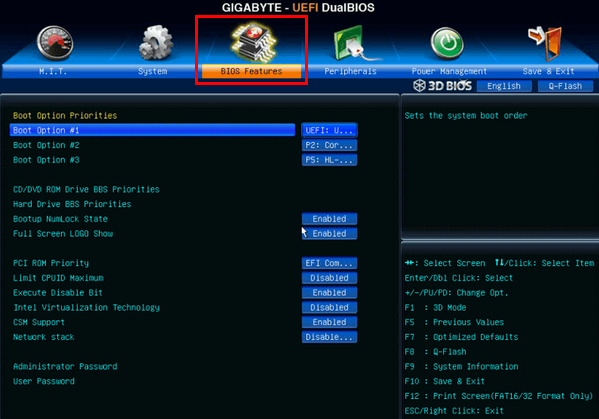 GIGABYTE - UEFI DualBIOS
M.I.T. System BIOS Features Peripherals Power Management Save & Exit
3D BIOS English Q-Flash
Boot Option Priorities
Boot Option #1 UEFI: U...
Boot Option #2 P2: Cor...
Boot Option #3 P5: HL-...
CD/DVD ROM Drive BBS Priorities
Hard Drive BBS Priorities
Bootup NumLock State Enabled
Full Screen LOGO Show Enabled
PCI ROM Priority EFI Com...
Limit CPUID Maximum Disabled
Execute Disable Bit Enabled
Intel Virtualization Technology Disabled
CSM Support Enabled
Network stack Disable...
Administrator Password
User Password
Sets the system boot order
→←: Select Screen ↑↓/Click: Select Item
Enter/Dbl Click: Select
+/-/PU/PD: Change Opt.
F1 : 3D Mode
F5 : Previous Values
F7 : Optimized Defaults
F8 : Q-Flash
F9 : System Information
F10 : Save & Exit
F12 : Print Screen(FAT16/32 Format Only)
ESC/Right Click: Exit